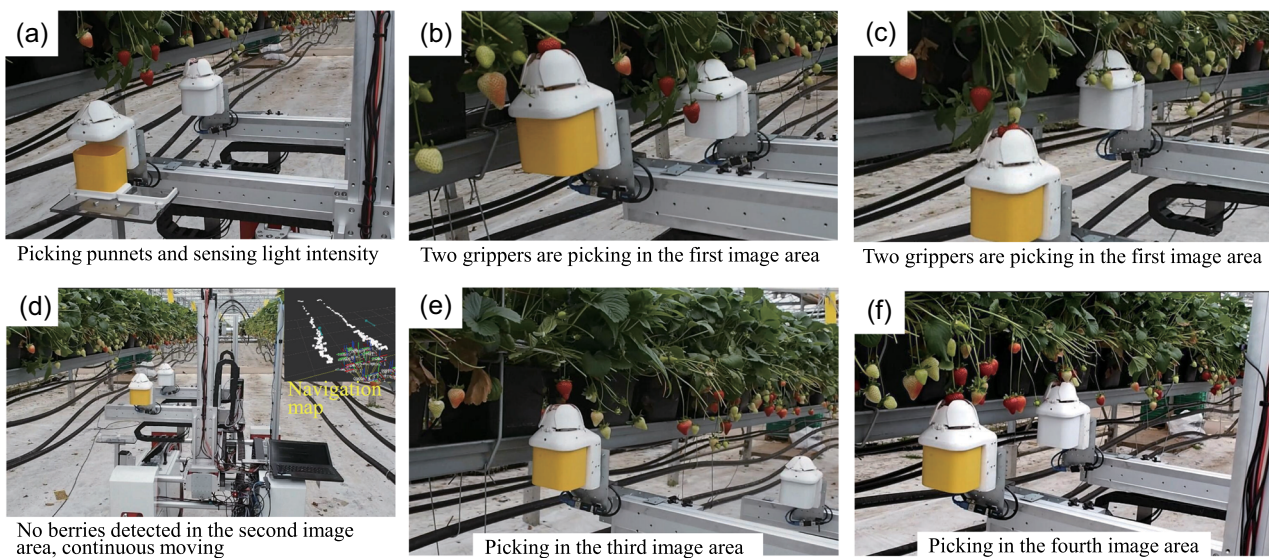 (a)
(b)
(c)
Picking punnets and sensing light intensity
Two grippers are picking in the first image area
Two grippers are picking in the first image area
(d)
Navigation
map
(e)
(f)
No berries detected in the second image
area, continuous moving
Picking in the third image area
Picking in the fourth image area